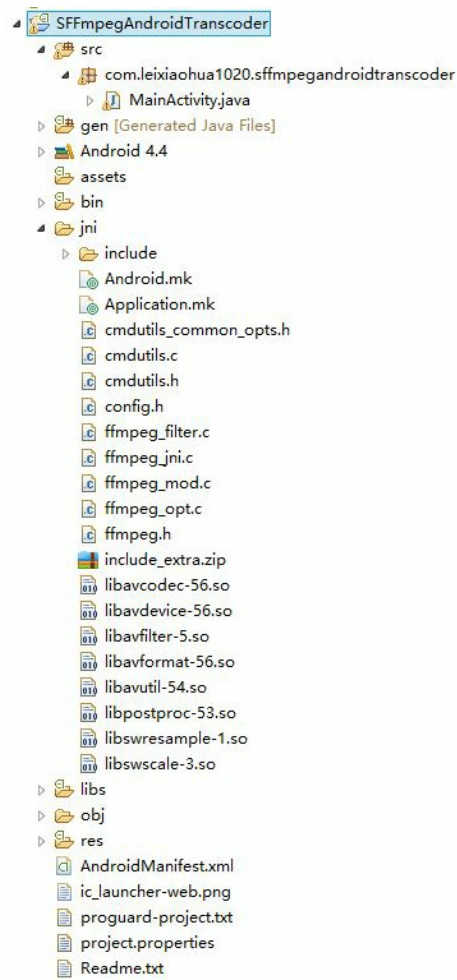 SFFmpegAndroidTranscoder
src
com.leixiaohua1020.sffmpegandroidtranscoder
MainActivity.java
gen [Generated Java Files]
Android 4.4
assets
bin
jni
include
Android.mk
Application.mk
cmdutils_common_opts.h
cmdutils.c
cmdutils.h
config.h
ffmpeg_filter.c
ffmpeg_jni.c
ffmpeg_mod.c
ffmpeg_opt.c
ffmpeg.h
include_extra.zip
libavcodec-56.so
libavdevice-56.so
libavfilter-5.so
libavformat-56.so
libavutil-54.so
libpostproc-53.so
libswresample-1.so
libswscale-3.so
libs
obj
res
AndroidManifest.xml
ic_launcher-web.png
proguard-project.txt
project.properties
Readme.txt